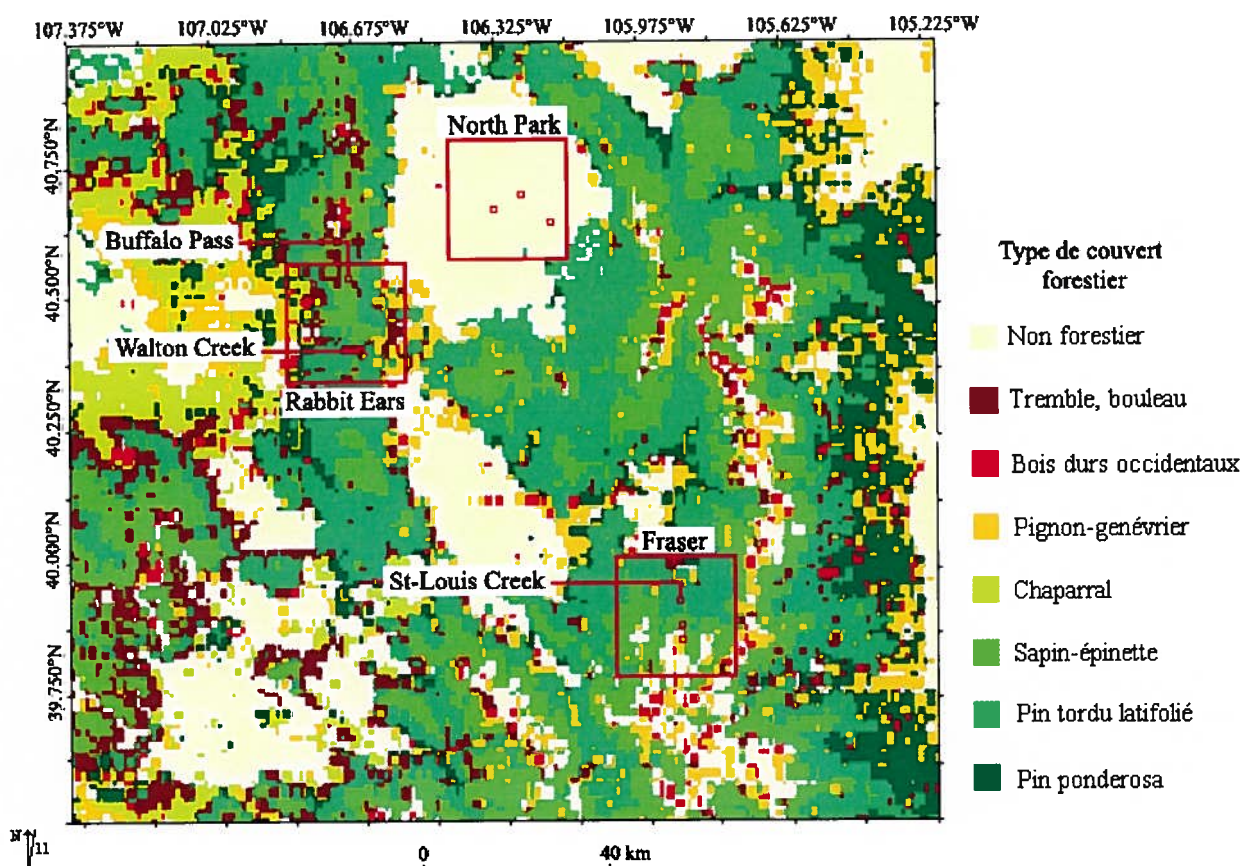 107.375°W 107.025°W 106.675°W 106.325°W 105.975°W 105.625°W 105.225°W
40.750°N
40.500°N
40.250°N
40.000°N
39.750°N
North Park
Buffalo Pass
Walton Creek
Rabbit Ears
Fraser
St-Louis Creek
Type de couvert
forestier
Non forestier
Tremble, bouleau
Bois durs occidentaux
Pignon-genévrier
Chaparral
Sapin-épinette
Pin tordu latifolié
Pin ponderosa
0 40 km